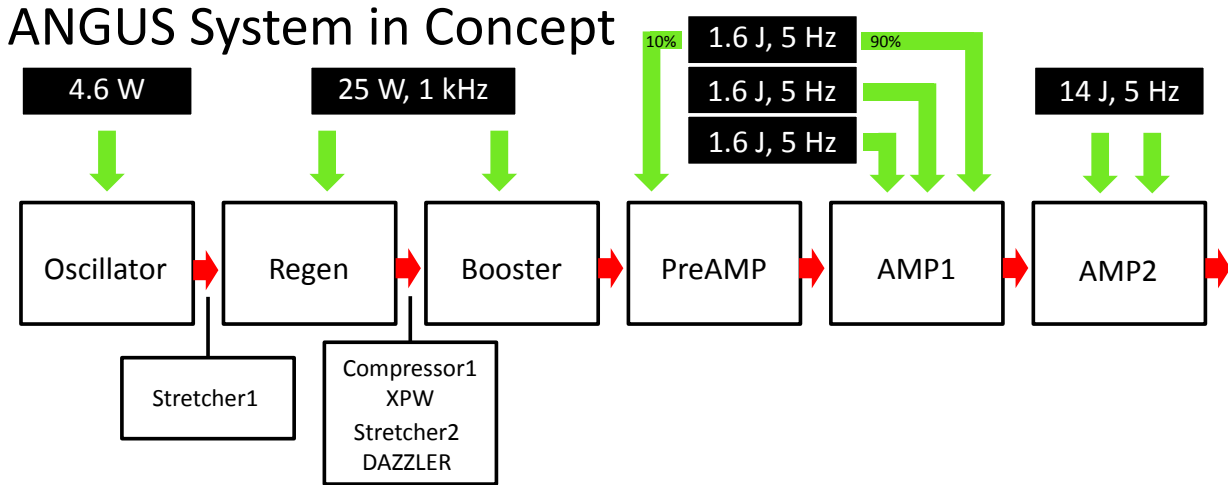 ANGUS System in Concept
4.6 W
25 W, 1 kHz
10%
1.6 J, 5 Hz
90%
1.6 J, 5 Hz
1.6 J, 5 Hz
14 J, 5 Hz
Oscillator
Regen
Booster
PreAMP
AMP1
AMP2
Stretcher1
Compressor1
XPW
Stretcher2
DAZZLER